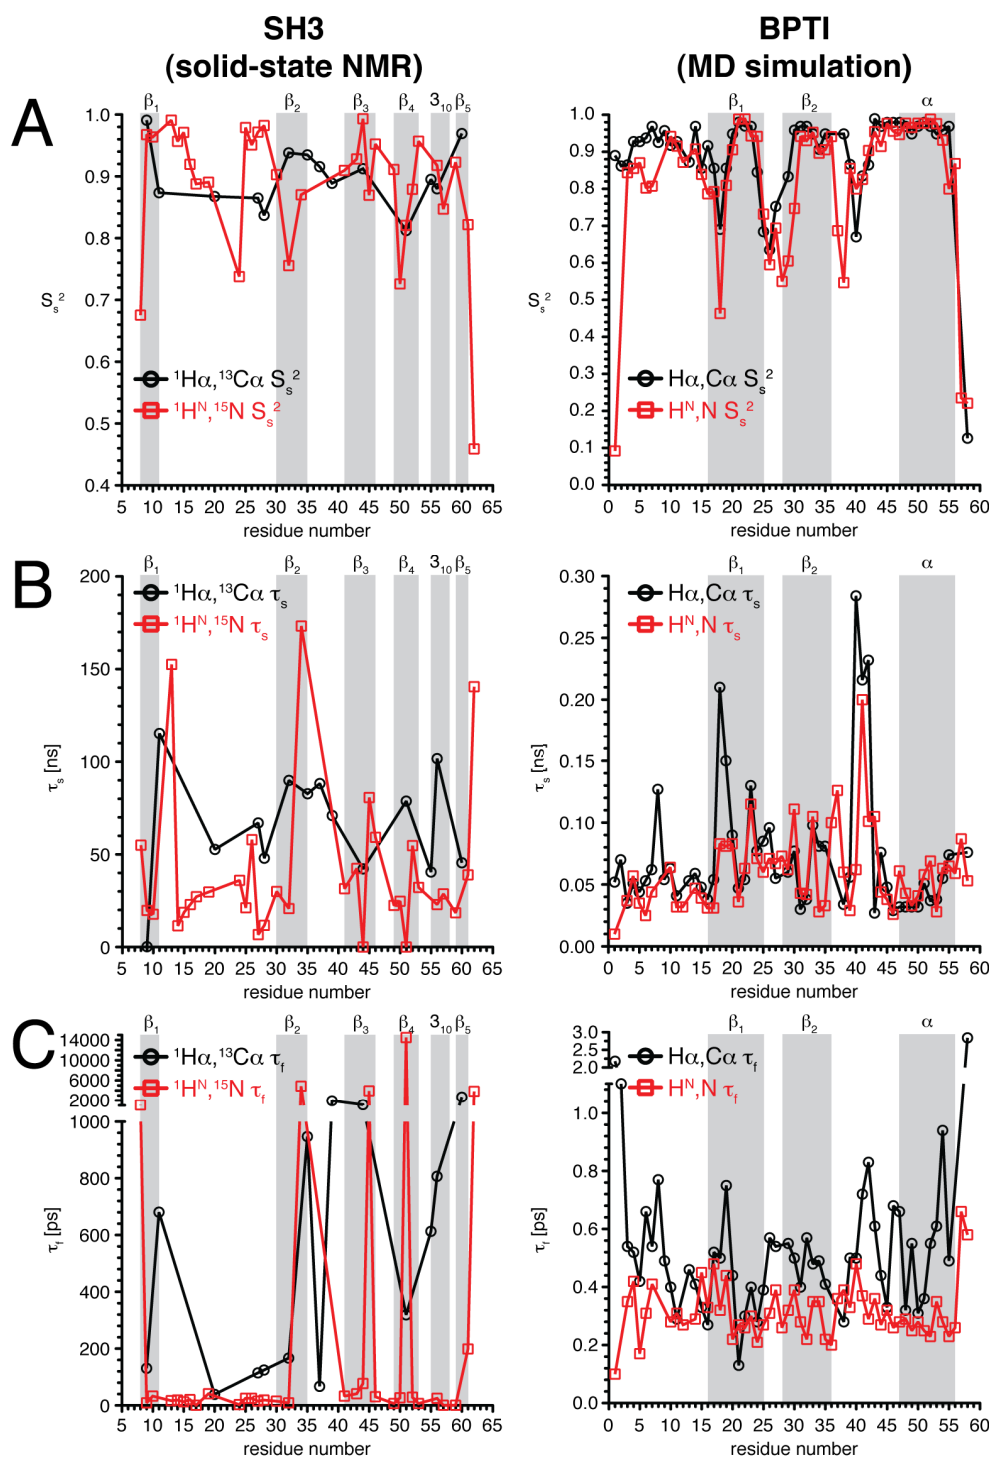 SH3
(solid-state NMR)
BPTI
(MD simulation)
A
β1 β2 β3 β4 310 β5
1.0
0.9
0.8
0.7
Ss2
0.6
0.5
0.4
1Hα,13Cα Ss2
1HN,15N Ss2
5 10 15 20 25 30 35 40 45 50 55 60 65
residue number
β1 β2 α
1.0
0.9
0.8
0.7
0.6
0.5
Ss2
0.4
0.3
0.2
0.1
0.0
Hα,Cα Ss2
HN,N Ss2
0 5 10 15 20 25 30 35 40 45 50 55 60
residue number
B
β1 β2 β3 β4 310 β5
200
150
100
50
0
τs [ns]
1Hα,13Cα τs
1HN,15N τs
5 10 15 20 25 30 35 40 45 50 55 60 65
residue number
β1 β2 α
0.30
0.25
0.20
0.15
0.10
0.05
0.00
τs [ns]
Hα,Cα τs
HN,N τs
0 5 10 15 20 25 30 35 40 45 50 55 60
residue number
C
β1 β2 β3 β4 310 β5
14000
10000
6000
2000
1000
800
600
400
200
0
τf [ps]
1Hα,13Cα τf
1HN,15N τf
5 10 15 20 25 30 35 40 45 50 55 60 65
residue number
β1 β2 α
3.0
2.5
2.0
1.0
0.8
0.6
0.4
0.2
0.0
τf [ps]
Hα,Cα τf
HN,N τf
0 5 10 15 20 25 30 35 40 45 50 55 60
residue number